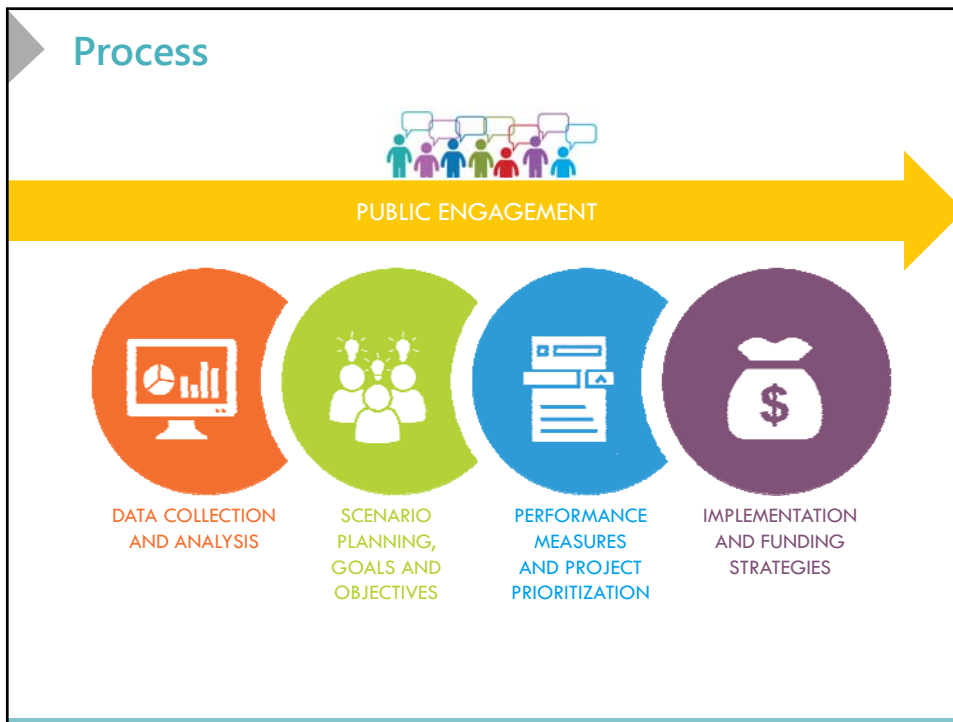 Process
PUBLIC ENGAGEMENT
$
DATA COLLECTION
AND ANALYSIS
SCENARIO
PLANNING,
GOALS AND
OBJECTIVES
PERFORMANCE
MEASURES
AND PROJECT
PRIORITIZATION
IMPLEMENTATION
AND FUNDING
STRATEGIES